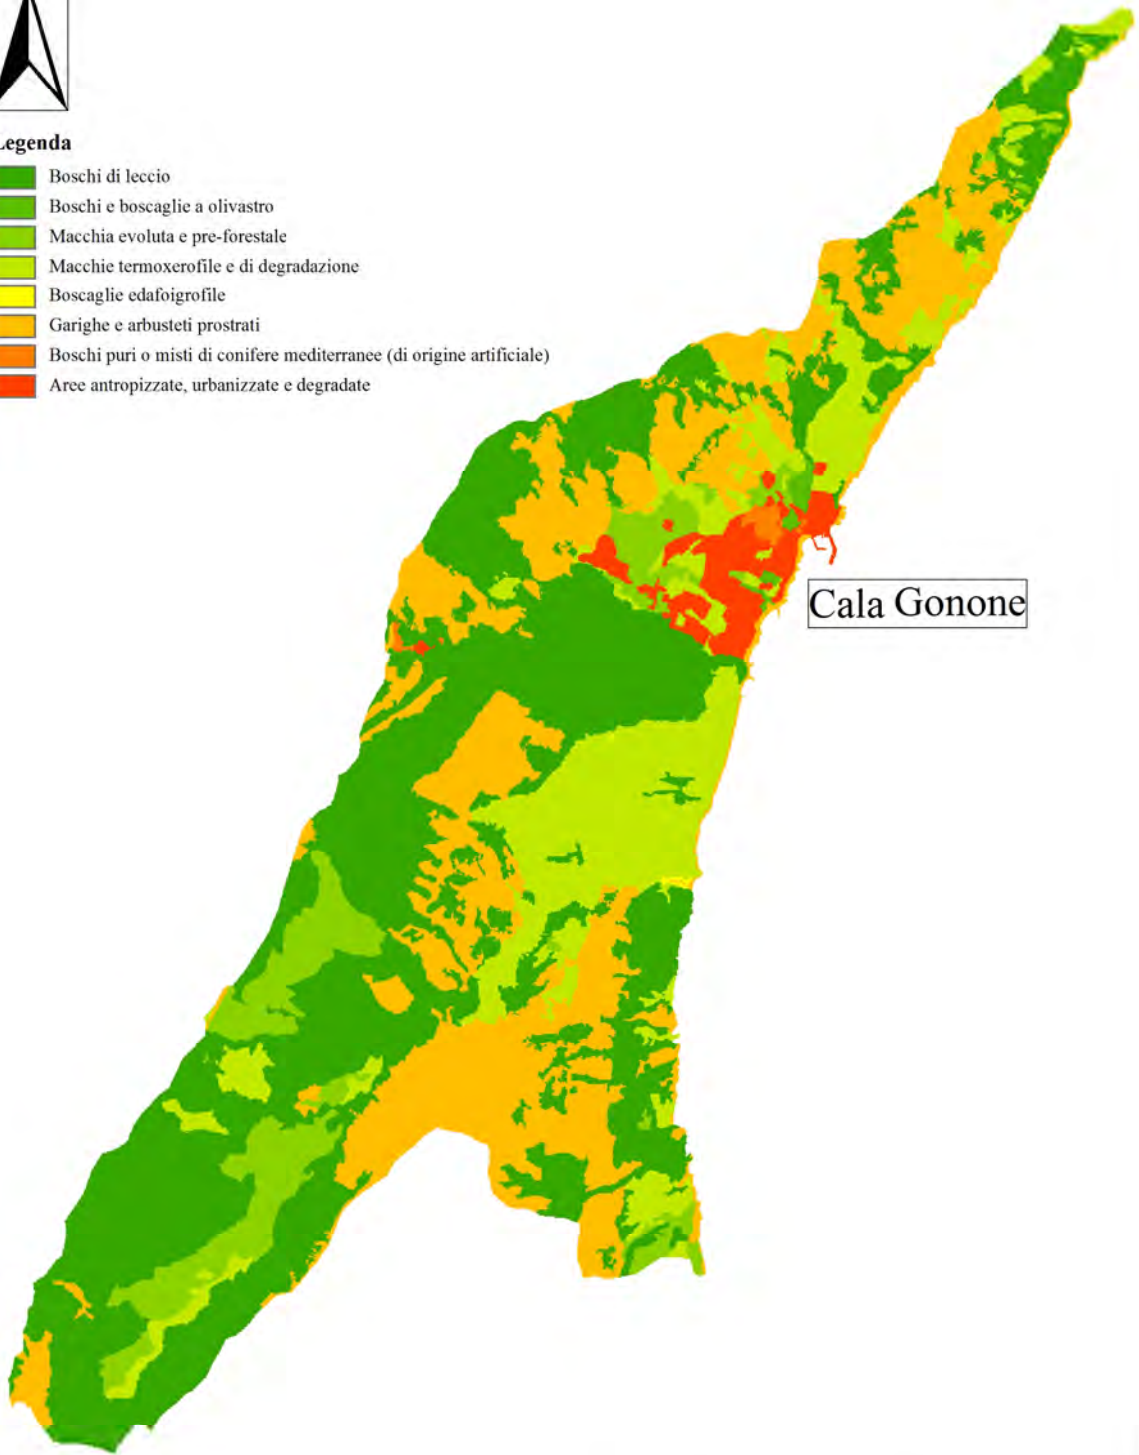 Legenda
Boschi di leccio
Boschi e boscaglie a olivastro
Macchia evoluta e pre-forestale
Macchie termoxerofile e di degradazione
Boscaglie edafoigrofile
Garighe e arbusteti prostrati
Boschi puri o misti di conifere mediterranee (di origine artificiale)
Aree antropizzate, urbanizzate e degradate
Cala Gonone